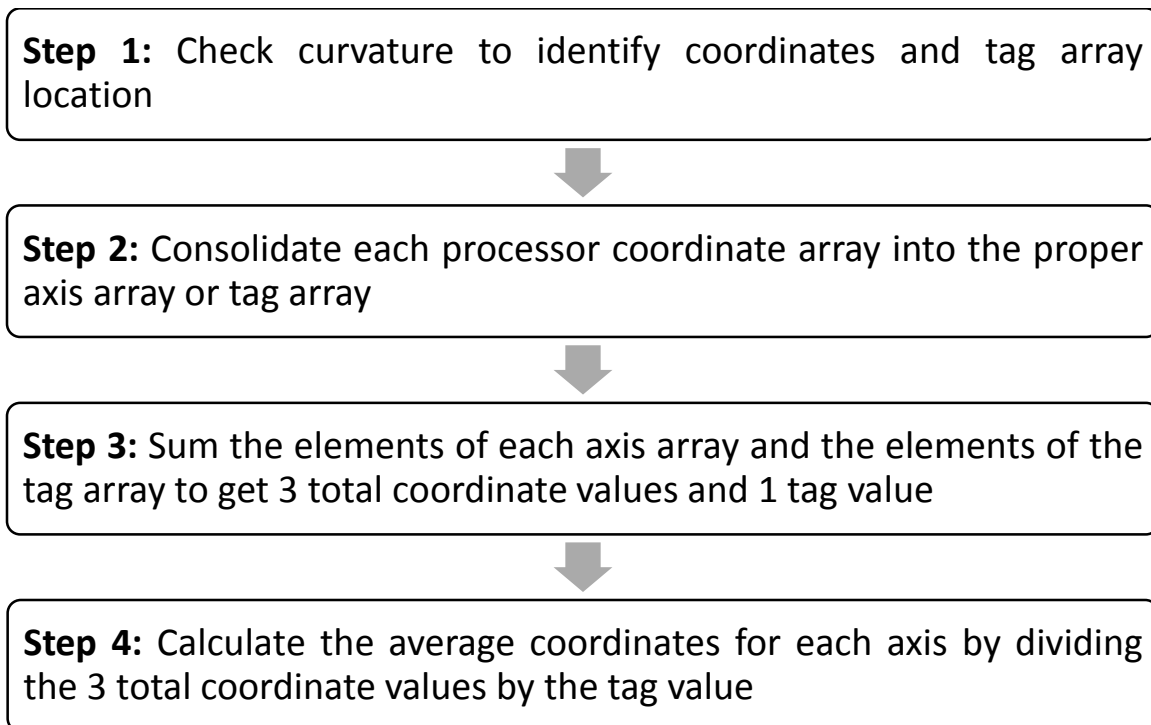 Step 1: Check curvature to identify coordinates and tag array
location
Step 2: Consolidate each processor coordinate array into the proper
axis array or tag array
Step 3: Sum the elements of each axis array and the elements of the
tag array to get 3 total coordinate values and 1 tag value
Step 4: Calculate the average coordinates for each axis by dividing
the 3 total coordinate values by the tag value